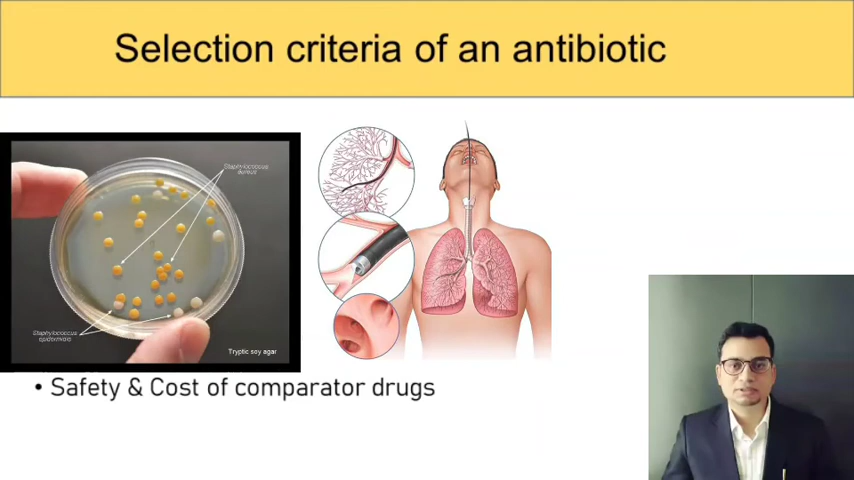 Selection criteria of an antibiotic
Staphylococcus
aureus
Staphylococcus
epidermidis
Tryptic soy agar
• Safety & Cost of comparator drugs